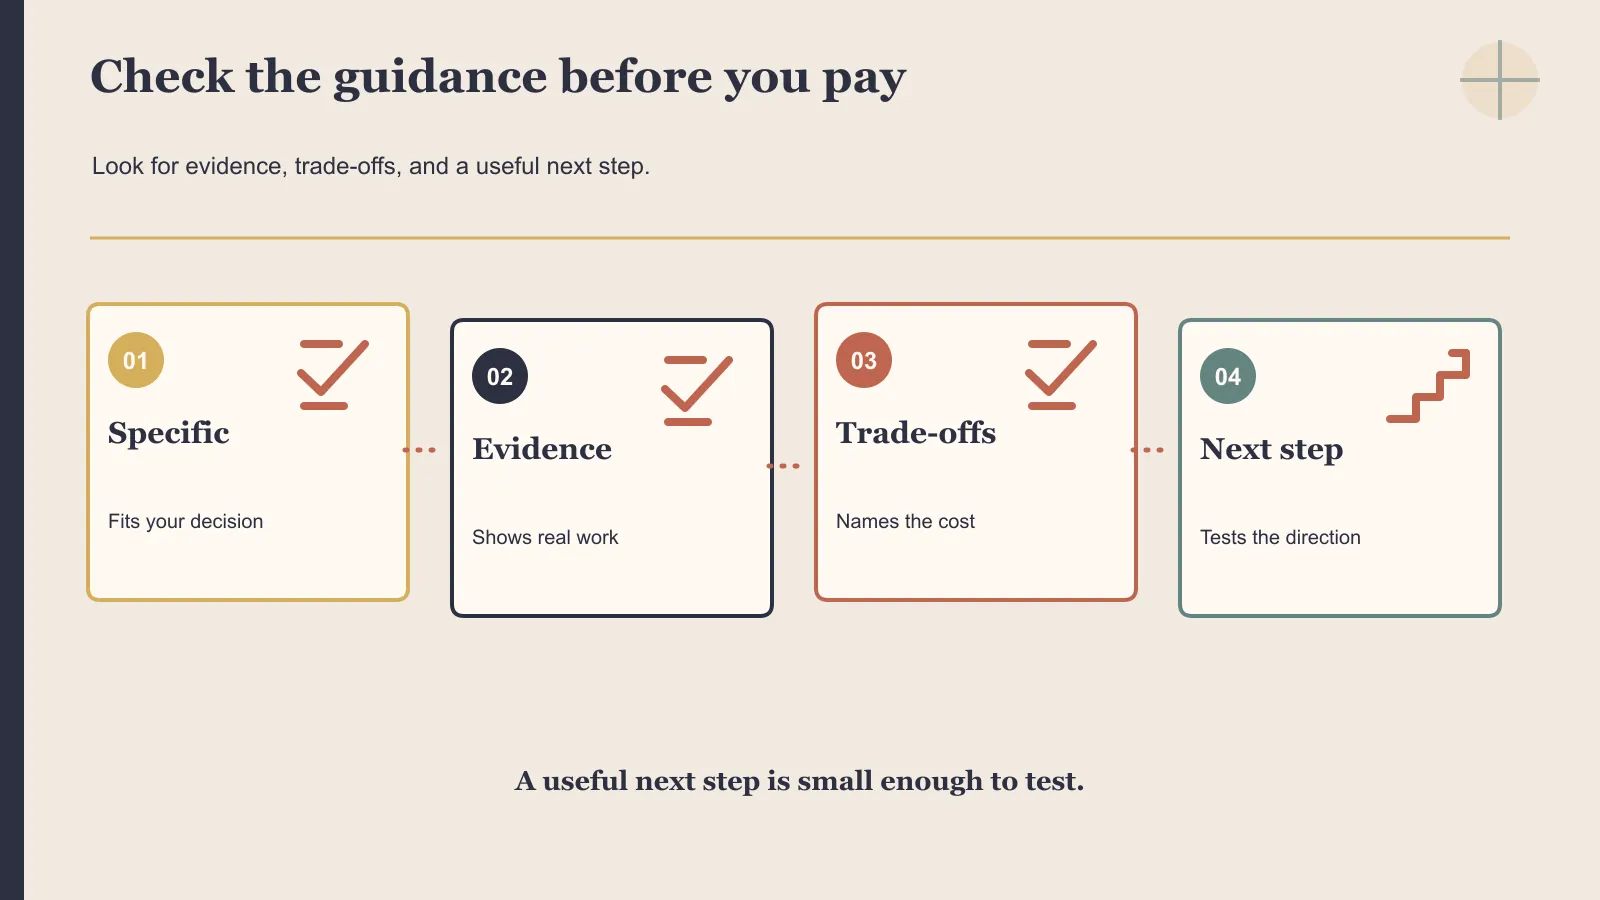 Check the guidance before you pay
Look for evidence, trade-offs, and a useful next step.
01
Specific
Fits your decision
02
Evidence
Shows real work
03
Trade-offs
Names the cost
04
Next step
Tests the direction
A useful next step is small enough to test.